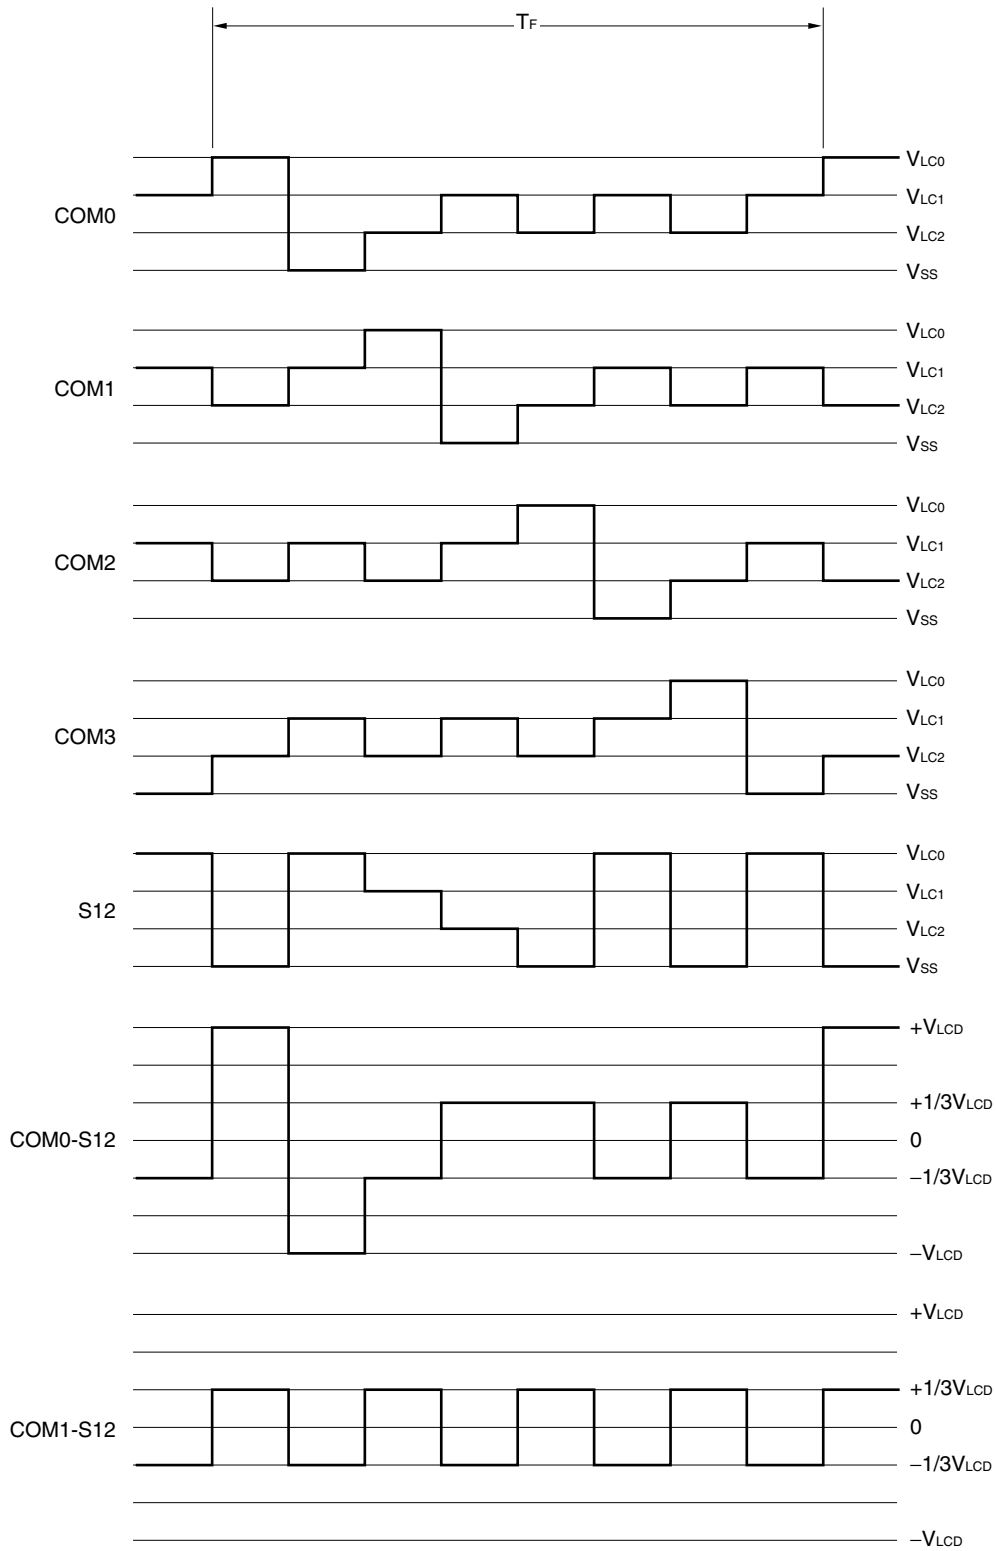 TF
VLC0
VLC1
COM0
VLC2
VSS
VLC0
VLC1
COM1
VLC2
VSS
VLC0
VLC1
COM2
VLC2
VSS
VLC0
VLC1
COM3
VLC2
VSS
VLC0
VLC1
S12
VLC2
VSS
+VLCD
+1/3VLCD
COM0-S12
0
−1/3VLCD
−VLCD
+VLCD
+1/3VLCD
COM1-S12
0
−1/3VLCD
−VLCD